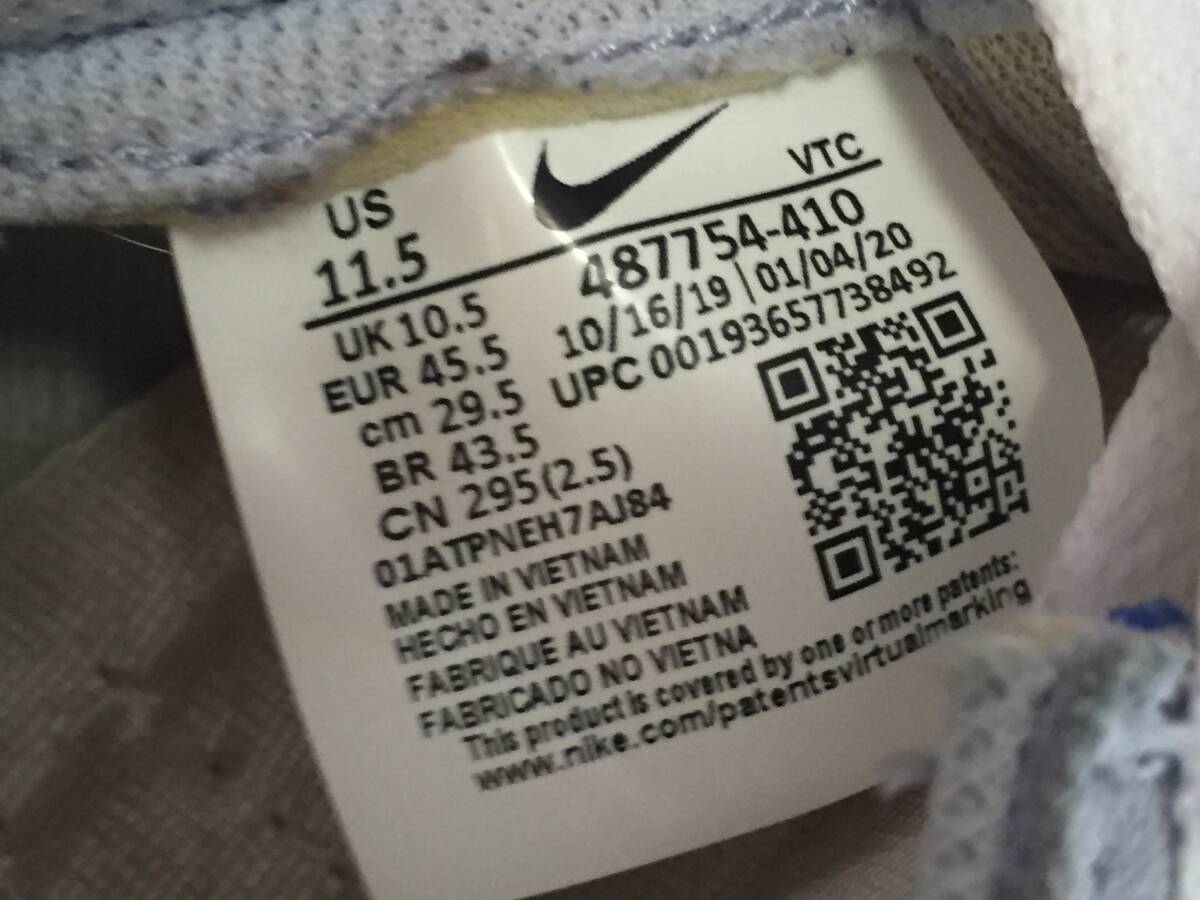 VTC
US
11.5
487754-410
10/16/19 | 01/04/20
UPC 00193657738492
UK 10.5
EUR 45.5
cm 29.5
BR 43.5
CN 295(2.5)
01ATPNEH7AJ84
MADE IN VIETNAM
HECHO EN VIETNAM
FABRIQUE AU VIETNAM
FABRICADO NO VIETNA
This product is covered by one or more patents:
www.nike.com/patentsvirtualmarking